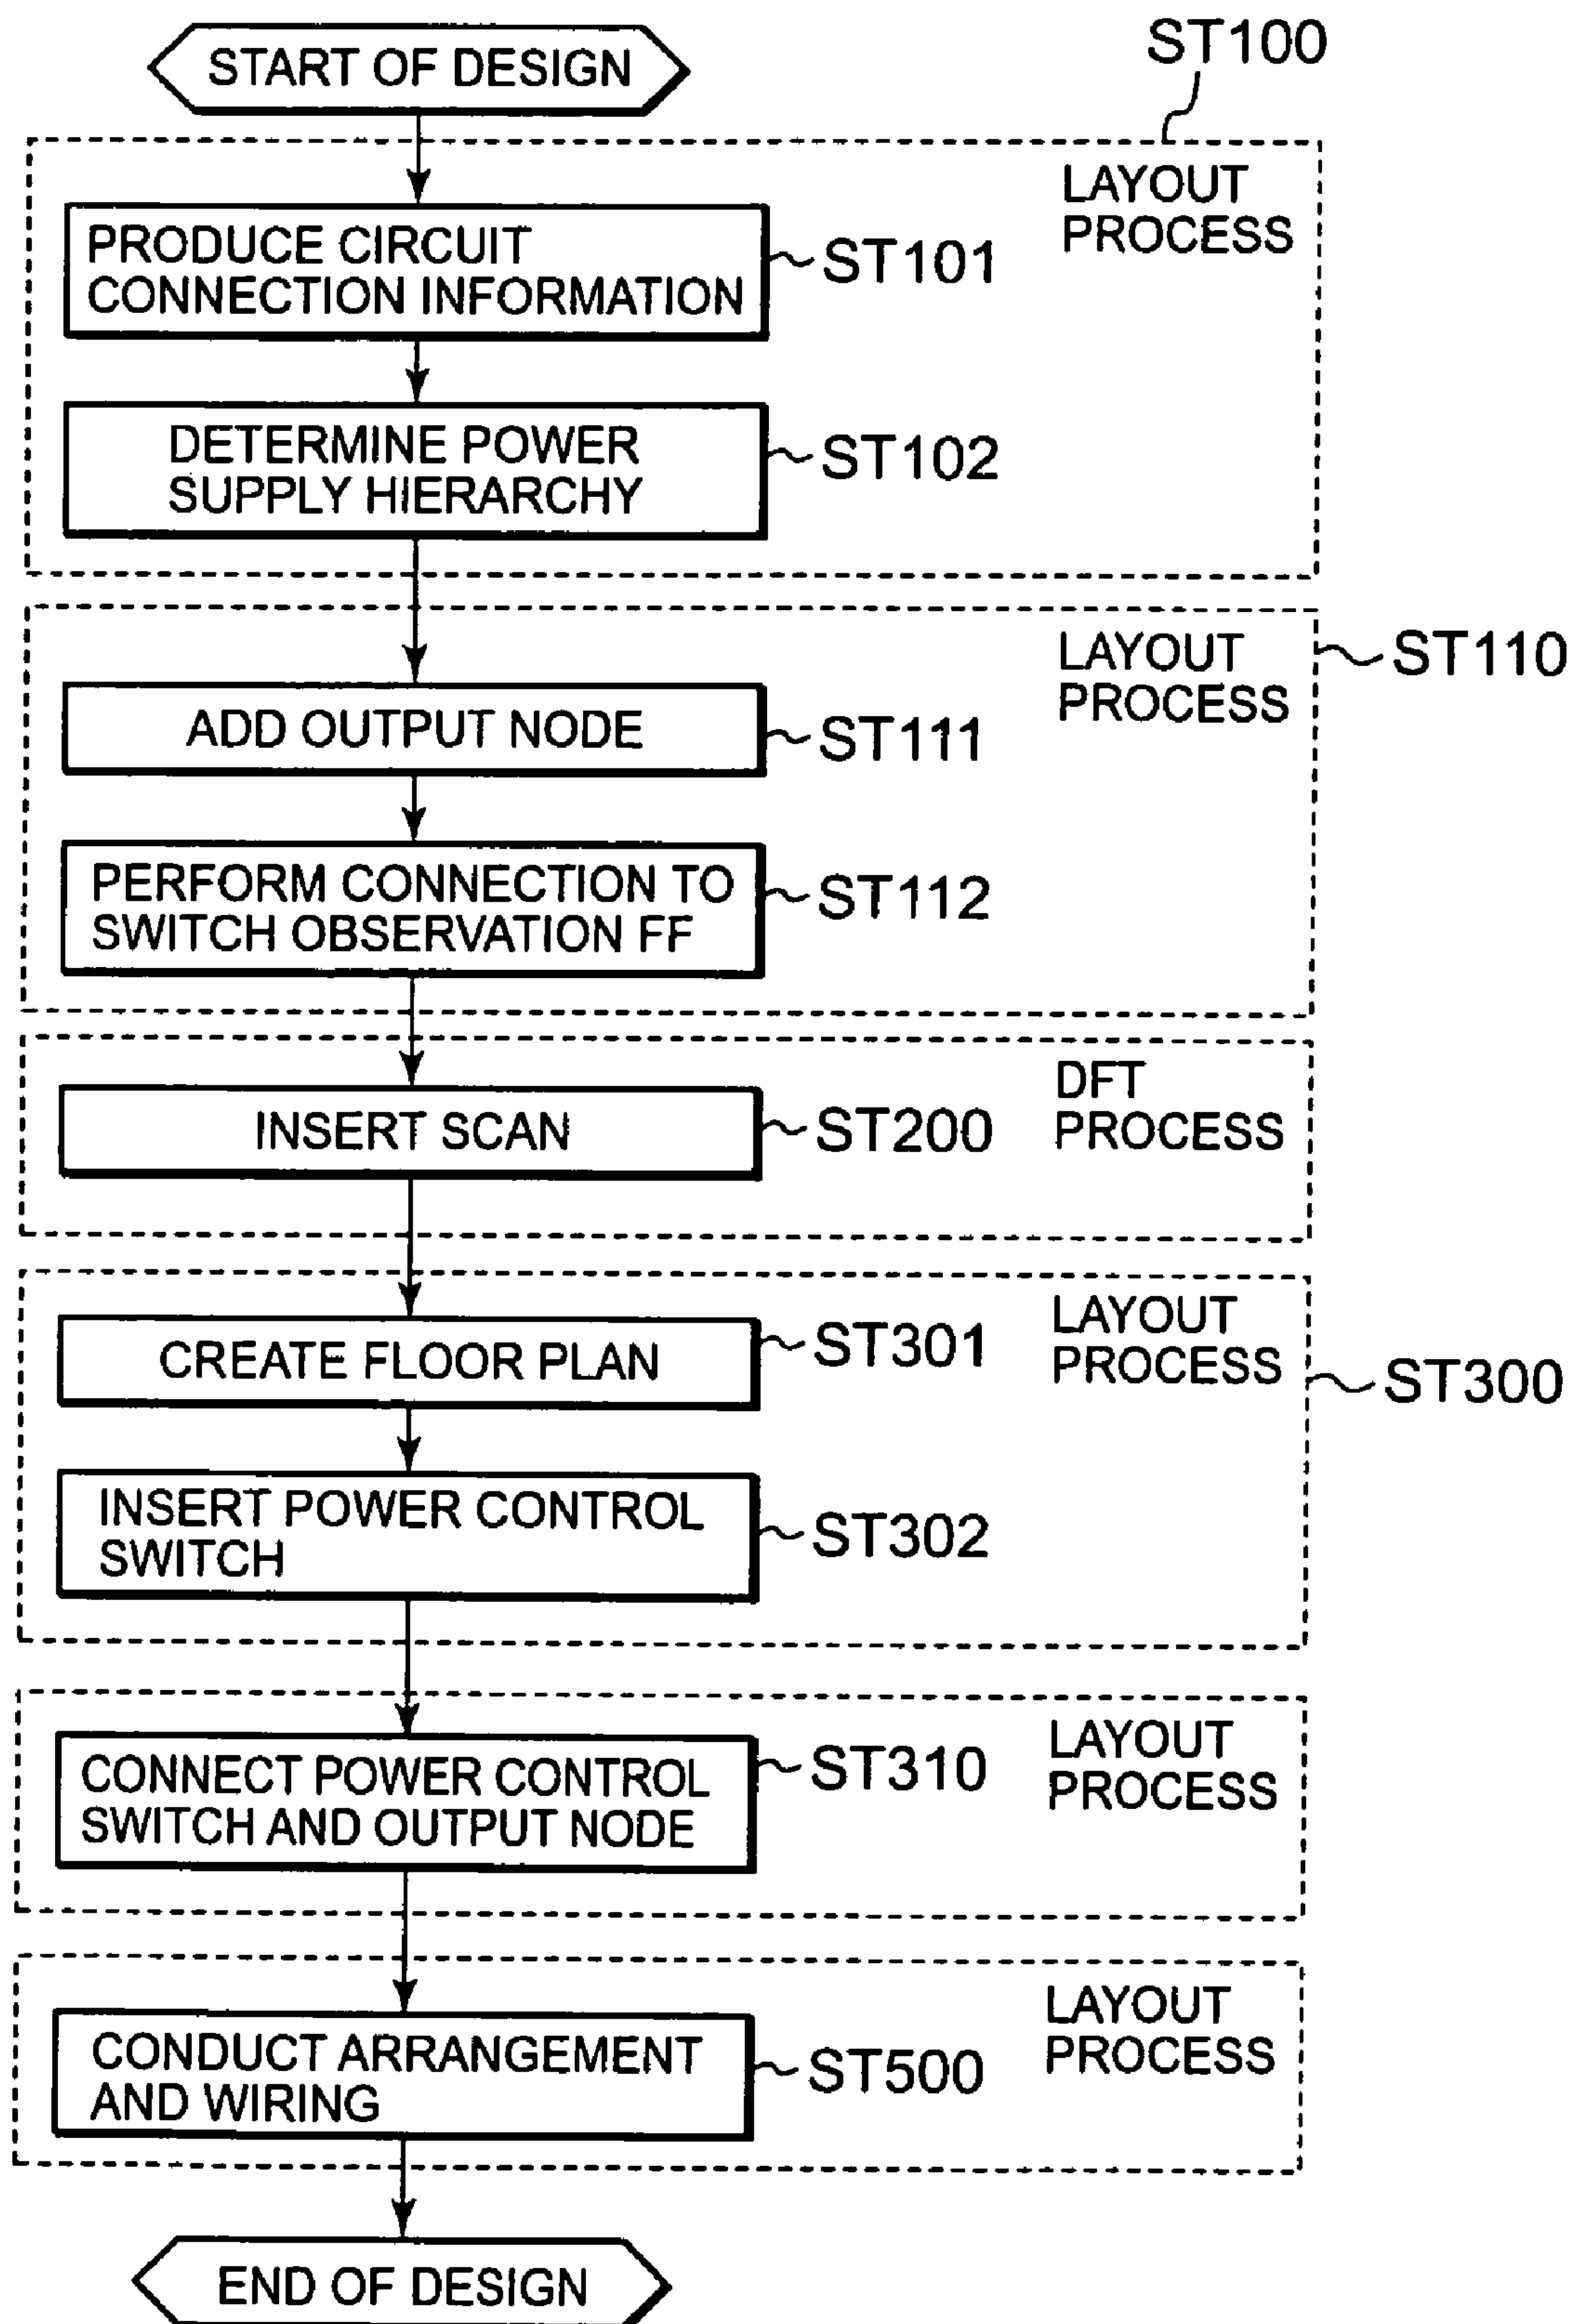 START OF DESIGN
ST100
LAYOUT
PROCESS
PRODUCE CIRCUIT
CONNECTION INFORMATION
ST101
DETERMINE POWER
SUPPLY HIERARCHY
ST102
LAYOUT
PROCESS
ST110
ADD OUTPUT NODE
ST111
PERFORM CONNECTION TO
SWITCH OBSERVATION FF
ST112
DFT
PROCESS
INSERT SCAN
ST200
LAYOUT
PROCESS
ST300
CREATE FLOOR PLAN
ST301
INSERT POWER CONTROL
SWITCH
ST302
LAYOUT
PROCESS
CONNECT POWER CONTROL
SWITCH AND OUTPUT NODE
ST310
LAYOUT
PROCESS
CONDUCT ARRANGEMENT
AND WIRING
ST500
END OF DESIGN